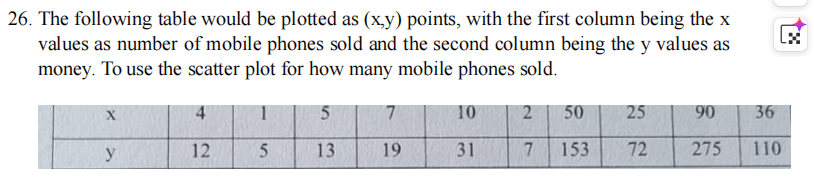 26. The following table would be plotted as (x,y) points, with the first column being the x
values as number of mobile phones sold and the second column being the y values as
money. To use the scatter plot for how many mobile phones sold.
x 4 1 5 7 10 2 50 25 90 36
y 12 5 13 19 31 7 153 72 275 110